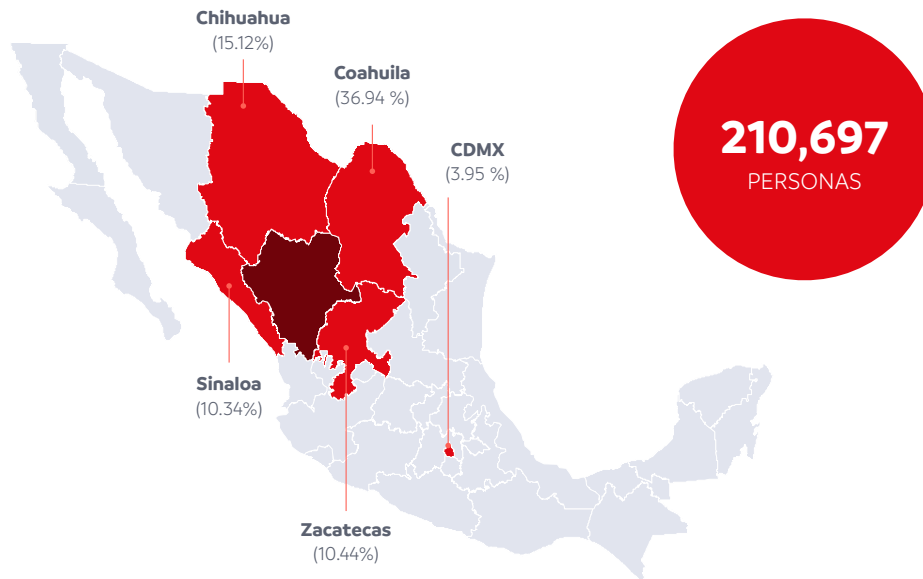 Chihuahua
(15.12%)
Coahuila
(36.94 %)
CDMX
(3.95 %)
210,697
PERSONAS
Sinaloa
(10.34%)
Zacatecas
(10.44%)